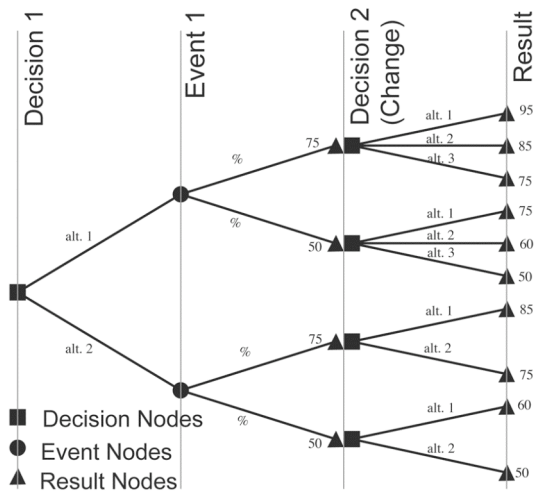 Decision 1
Event 1
Decision 2
(Change)
Result
95
alt. 1
75
alt. 2
85
alt. 3
%
75
75
alt. 1
%
alt. 2
50
60
alt. 3
alt. 1
50
85
alt. 1
alt. 2
75
%
alt. 2
75
60
alt. 1
Decision Nodes
%
50
alt. 2
Event Nodes
50
Result Nodes